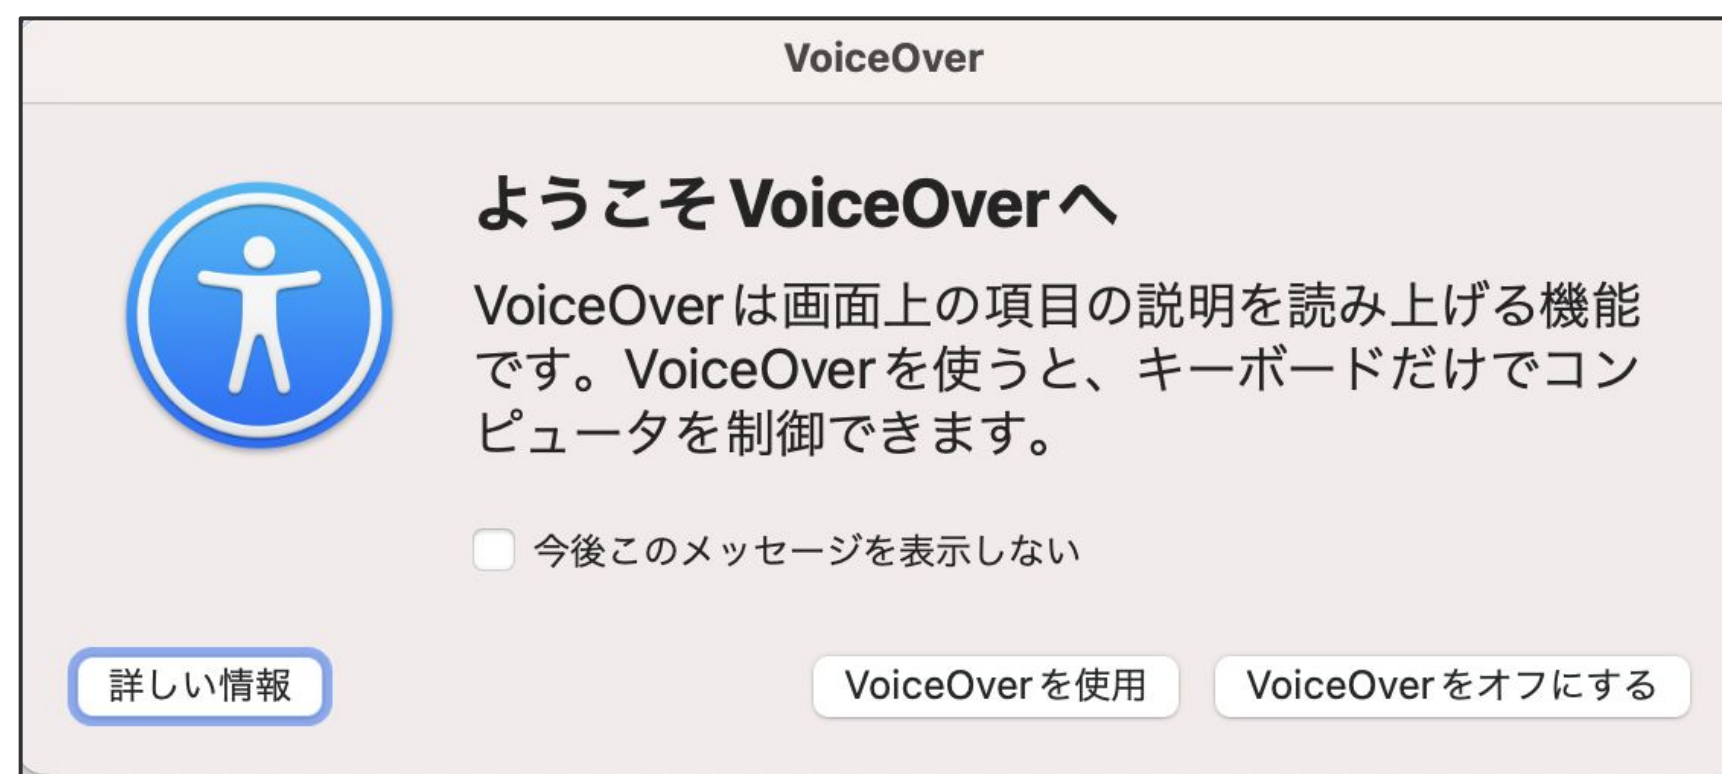 VoiceOver
ようこそ VoiceOverへ
VoiceOverは画面上の項目の説明を読み上げる機能
です。VoiceOverを使うと、キーボードだけでコン
ピュータを制御できます。
今後このメッセージを表示しない
詳しい情報
VoiceOverを使用
VoiceOverをオフにする